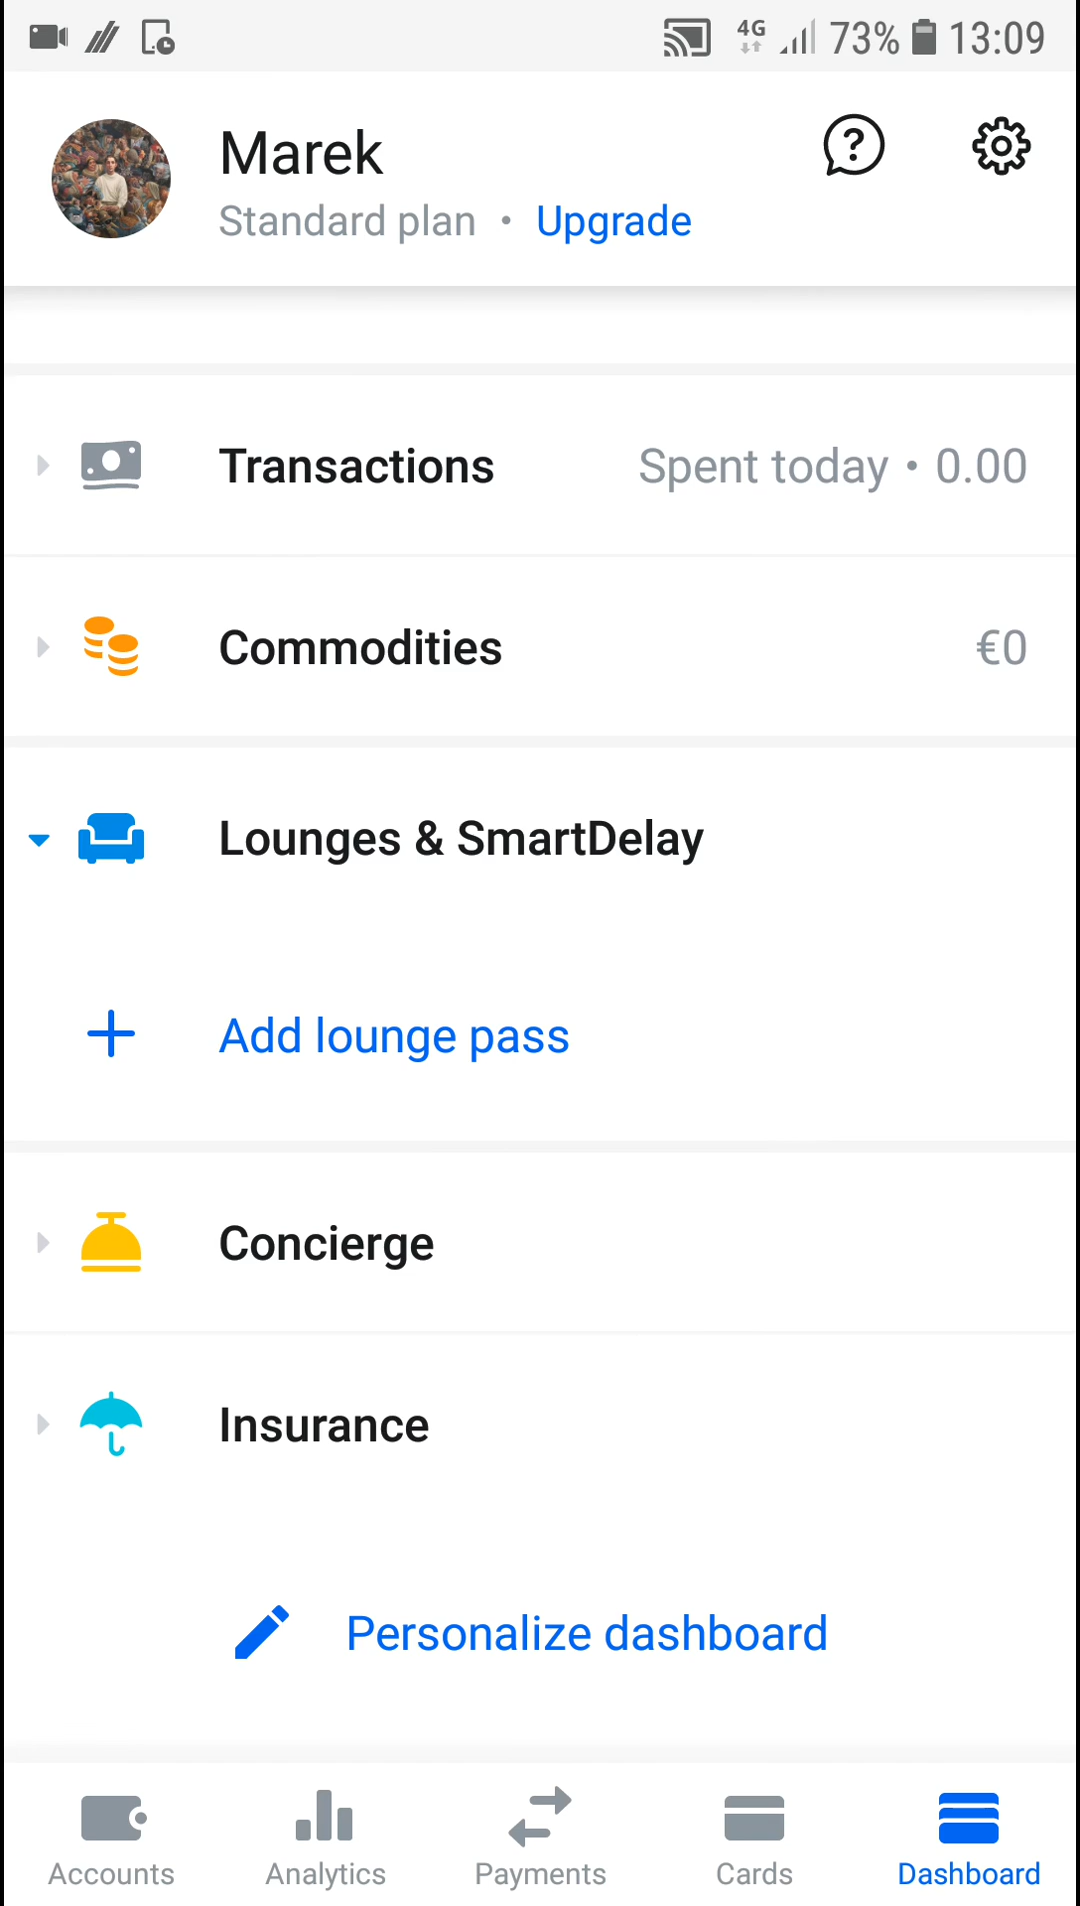 4G 73% 13:09
Marek
Standard plan • Upgrade
Transactions Spent today • 0.00
Commodities €0
Lounges & SmartDelay
Add lounge pass
Concierge
Insurance
Personalize dashboard
Accounts Analytics Payments Cards Dashboard